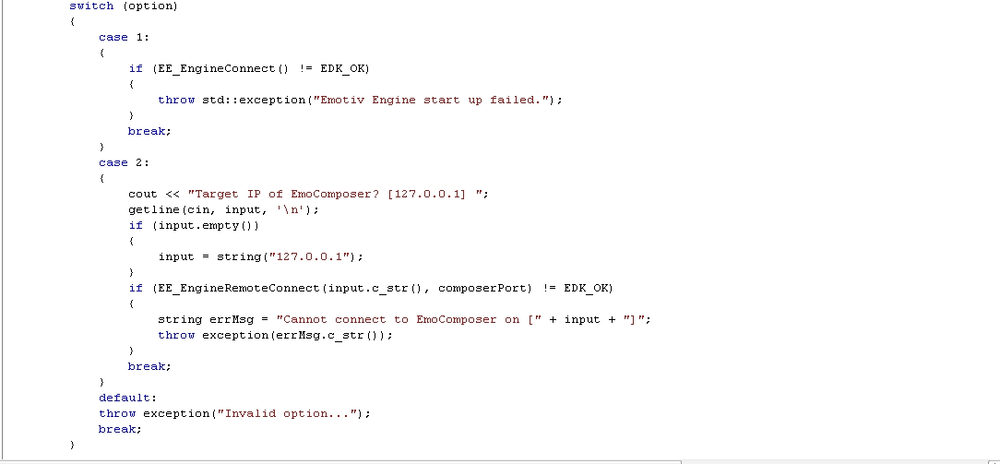 switch (option)
{
case 1:
{
if (EE_EngineConnect() != EDK_OK)
{
throw std::exception("Emotiv Engine start up failed.");
}
break;
}
case 2:
{
cout << "Target IP of EmoComposer? [127.0.0.1] ";
getline(cin, input, '\n');
if (input.empty())
{
input = string("127.0.0.1");
}
if (EE_EngineRemoteConnect(input.c_str(), composerPort) != EDK_OK)
{
string errMsg = "Cannot connect to EmoComposer on [" + input + "]";
throw exception(errMsg.c_str());
}
break;
}
default:
throw exception("Invalid option...");
break;
}